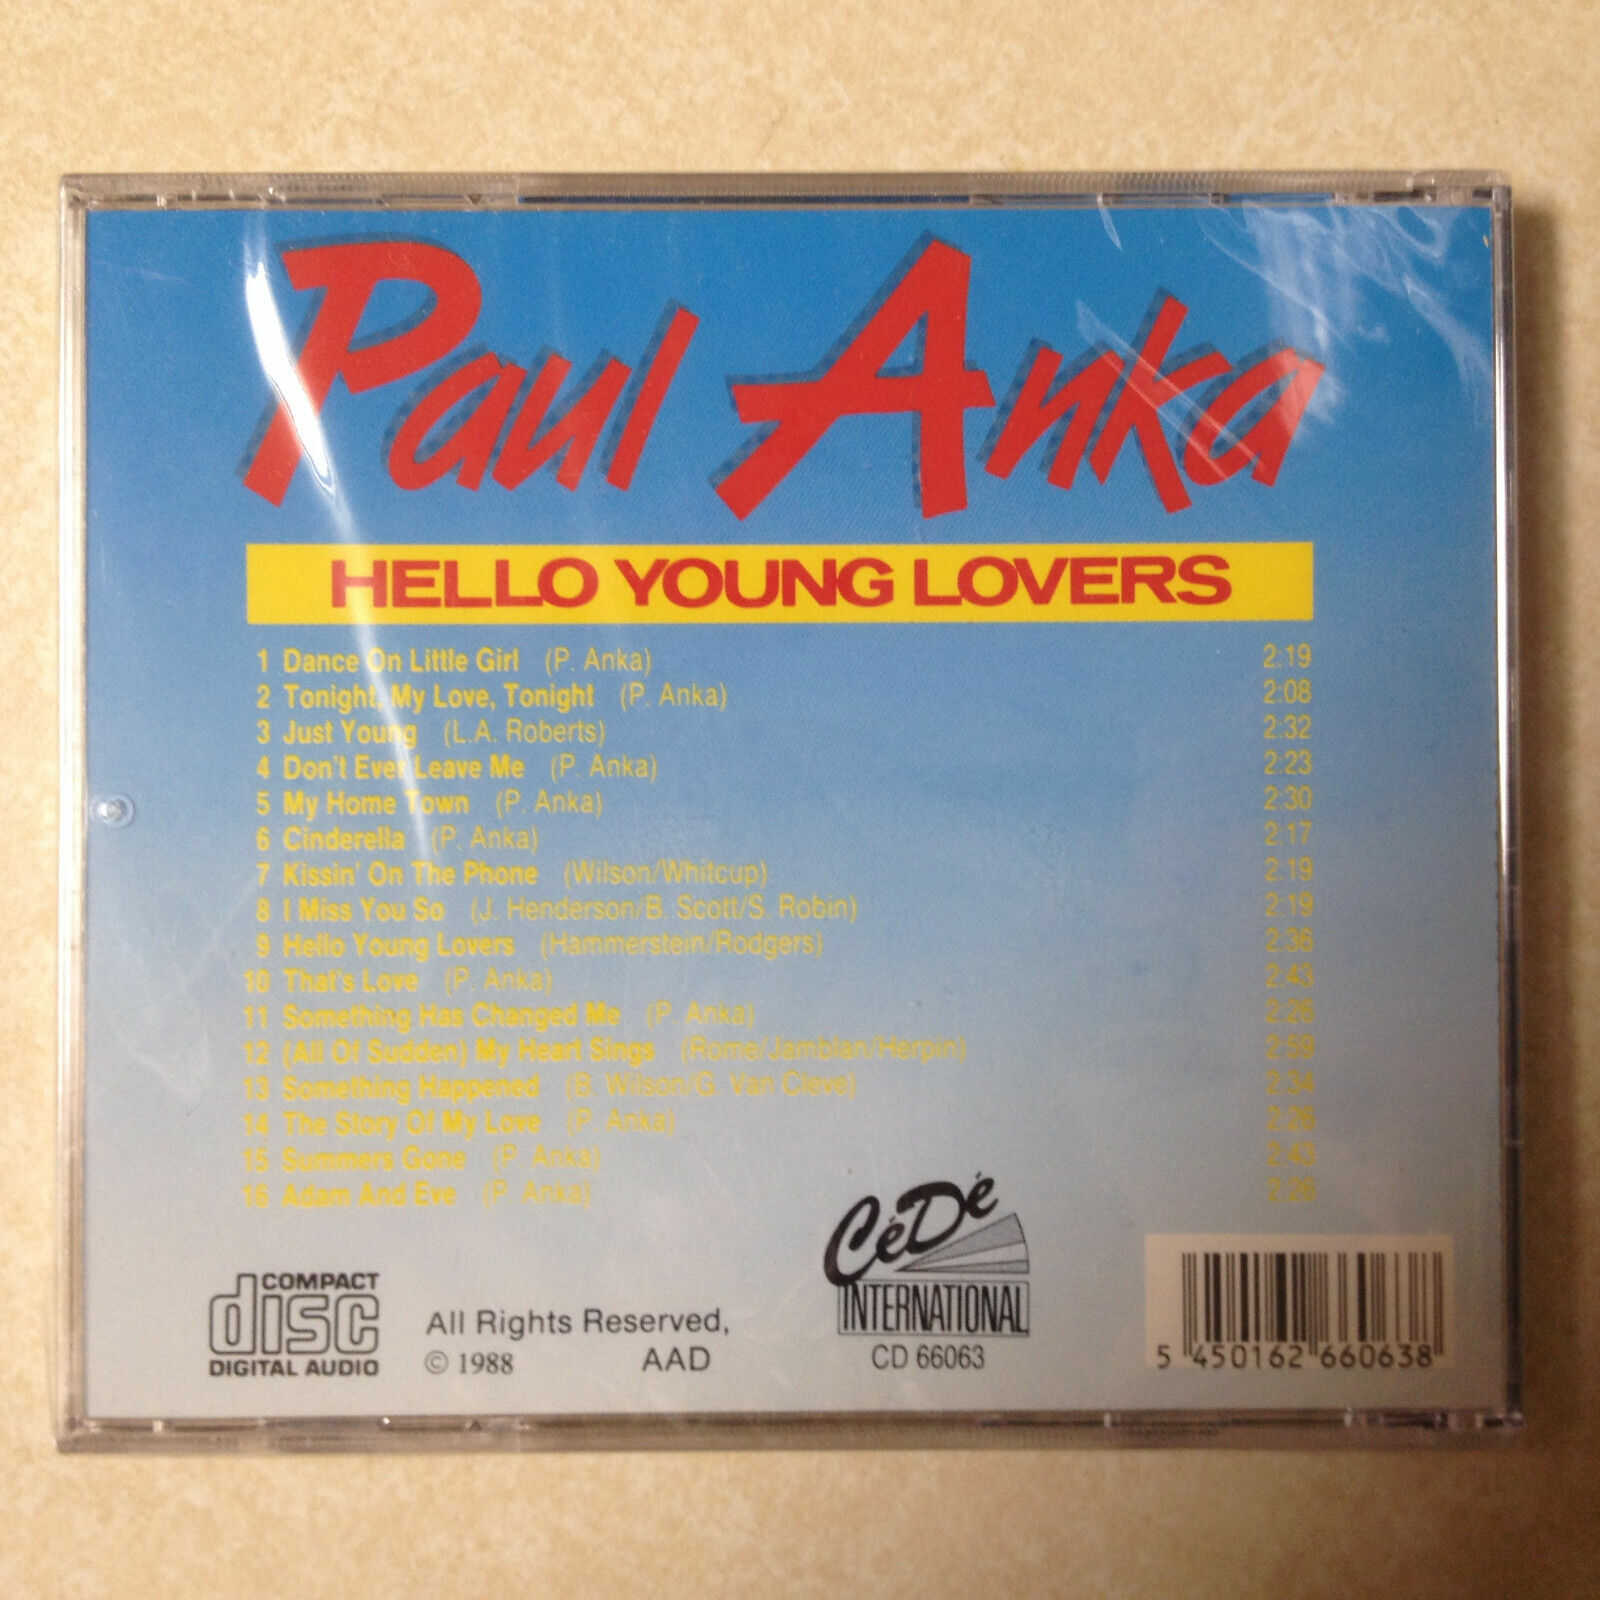 Paul Anka
HELLO YOUNG LOVERS
1 Dance On Little Girl (P. Anka) 2:19
2 Tonight, My Love, Tonight (P. Anka) 2:08
3 Just Young (L.A. Roberts) 2:32
4 Don't Ever Leave Me (P. Anka) 2:23
5 My Home Town (P. Anka) 2:30
6 Cinderella (P. Anka) 2:17
7 Kissin' On The Phone (Wilson/Whitcup) 2:19
8 I Miss You So (J. Henderson/B. Scott/S. Robin) 2:19
9 Hello Young Lovers (Hammerstein/Rodgers) 2:36
10 That's Love (P. Anka) 2:43
11 Something Has Changed Me (P. Anka) 2:26
12 (All Of Sudden) My Heart Sings (Rome/Jamblan/Herpin) 2:59
13 Something Happened (B. Wilson/G. Van Cleve) 2:34
14 The Story Of My Love (P. Anka) 2:26
15 Summers Gone (P. Anka) 2:43
16 Adam And Eve (P. Anka) 2:26
COMPACT
disc
DIGITAL AUDIO
All Rights Reserved,
© 1988 AAD
CéDé
INTERNATIONAL
CD 66063
5 450162 660638